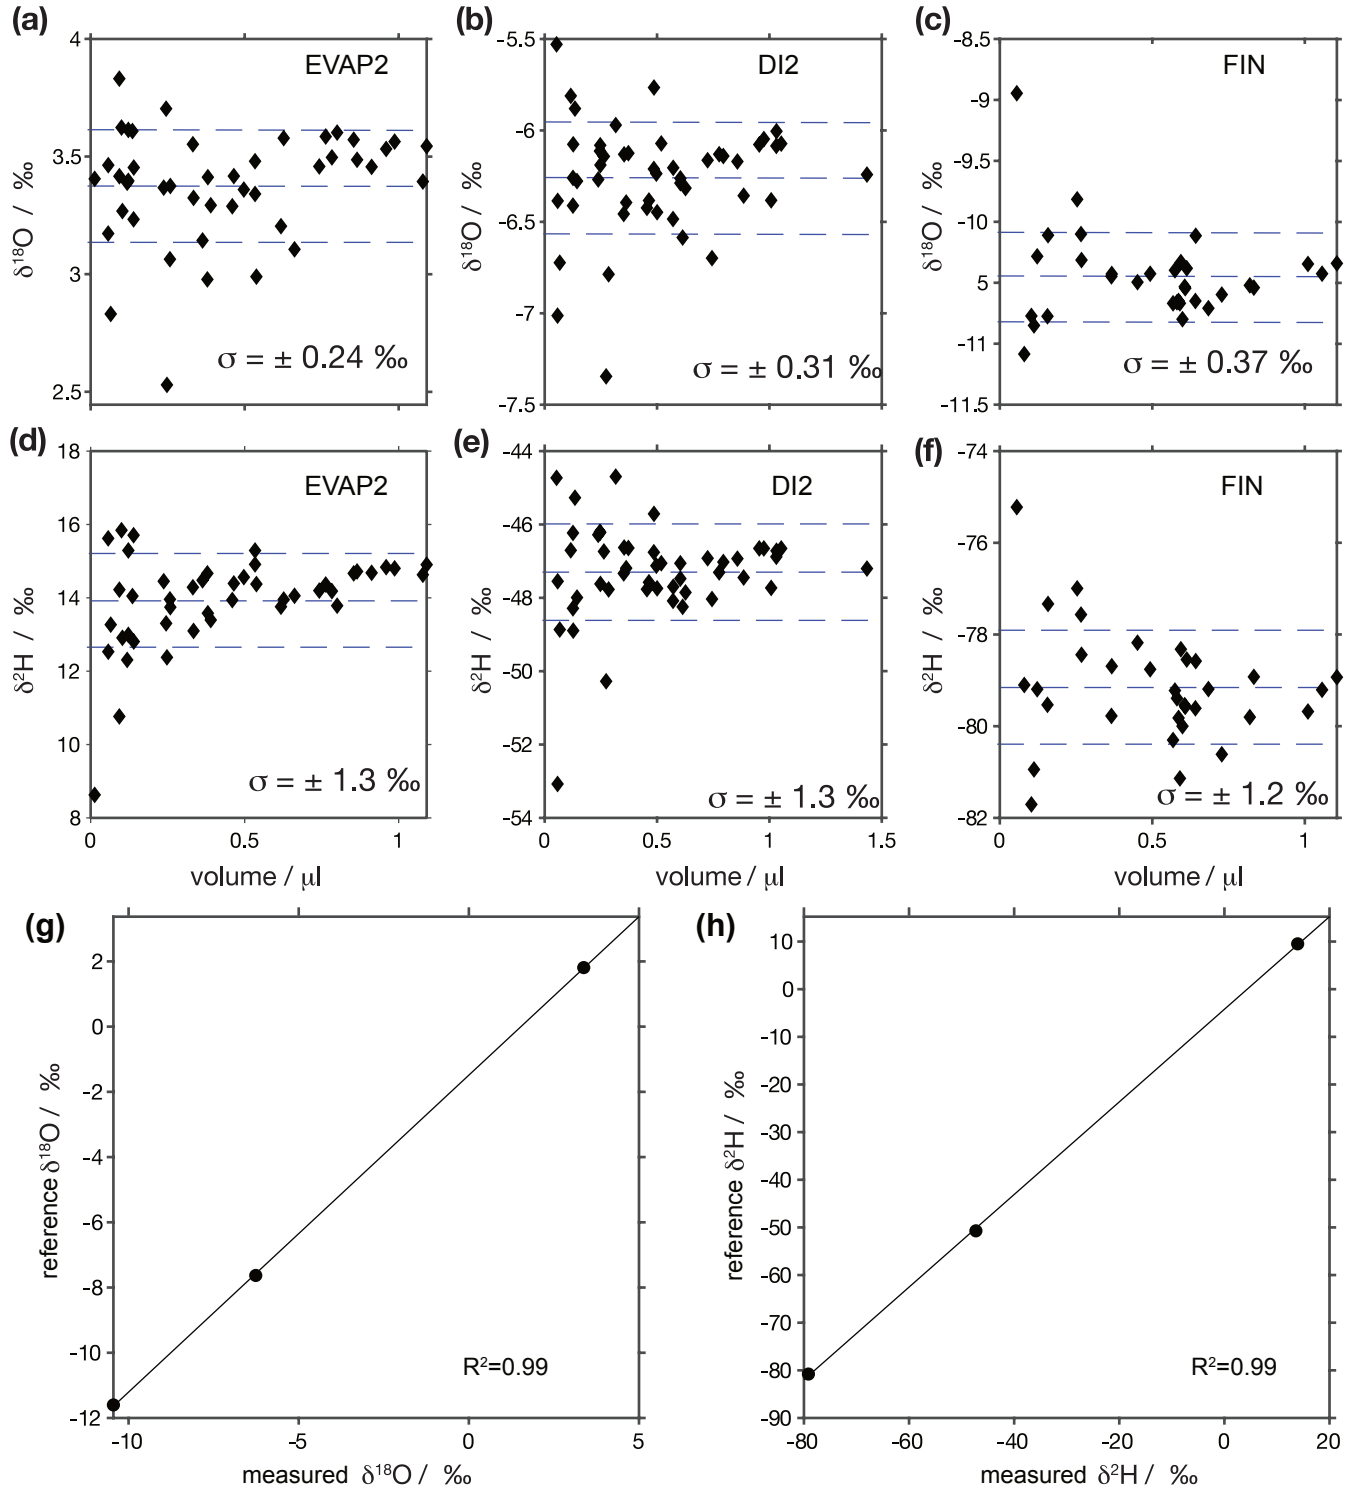 (a)
EVAP2
4
3.5
3
2.5
δ¹⁸O / ‰
σ = ± 0.24 ‰
(b)
DI2
-5.5
-6
-6.5
-7
-7.5
δ¹⁸O / ‰
σ = ± 0.31 ‰
0 0.5 1 1.5
(c)
FIN
-8.5
-9
-9.5
-10
5
-11
-11.5
δ¹⁸O / ‰
σ = ± 0.37 ‰
(d)
EVAP2
18
16
14
12
10
8
δ²H / ‰
σ = ± 1.3 ‰
0 0.5 1
volume / μl
(e)
DI2
-44
-46
-48
-50
-52
-54
δ²H / ‰
σ = ± 1.3 ‰
0 0.5 1 1.5
volume / μl
(f)
FIN
-74
-78
-80
-82
δ²H / ‰
σ = ± 1.2 ‰
0 0.5 1
volume / μl
(g)
2
0
-2
-4
-6
-8
-10
-12
reference δ¹⁸O / ‰
R²=0.99
-10 -5 0 5
measured δ¹⁸O / ‰
(h)
10
0
-10
-20
-30
-40
-50
-60
-70
-80
-90
reference δ²H / ‰
R²=0.99
-80 -60 -40 -20 0 20
measured δ²H / ‰